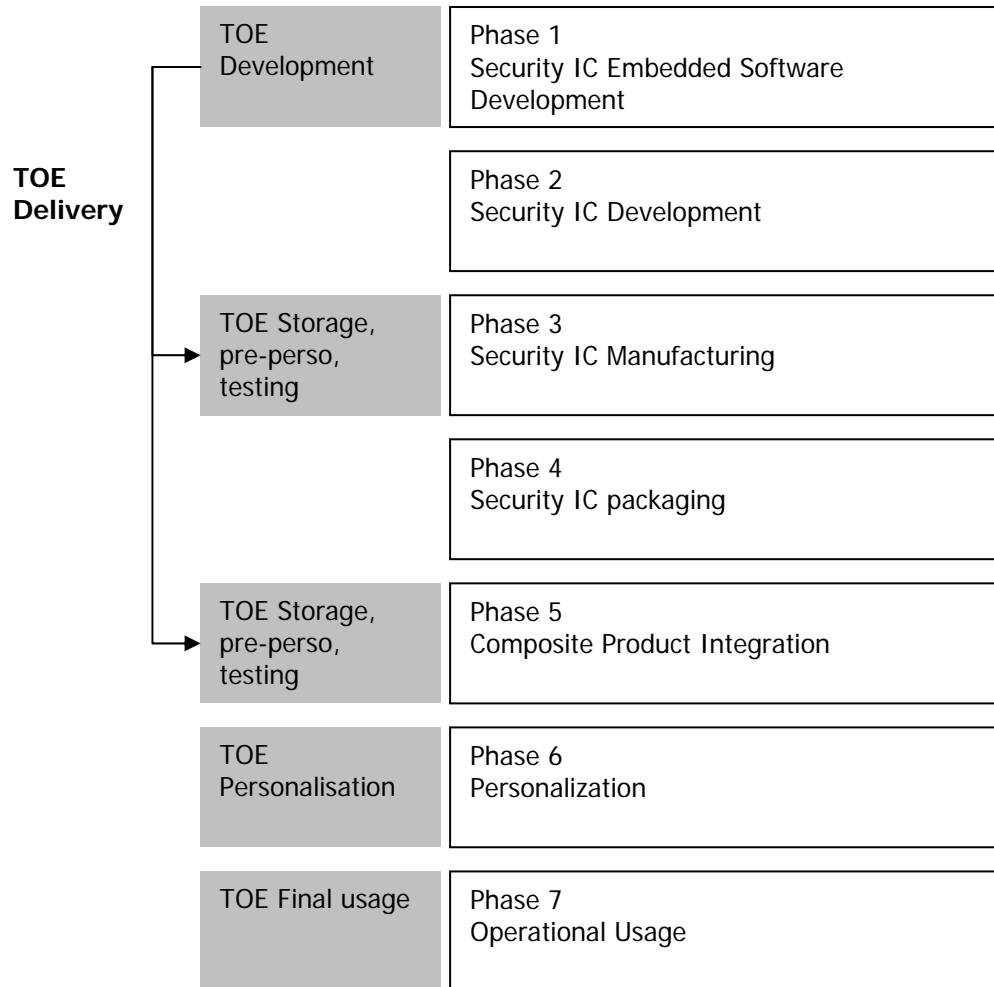 TOE
Development
Phase 1
Security IC Embedded Software
Development
TOE
Delivery
Phase 2
Security IC Development
TOE Storage,
pre-perso,
testing
Phase 3
Security IC Manufacturing
Phase 4
Security IC packaging
TOE Storage,
pre-perso,
testing
Phase 5
Composite Product Integration
TOE
Personalisation
Phase 6
Personalization
TOE Final usage
Phase 7
Operational Usage